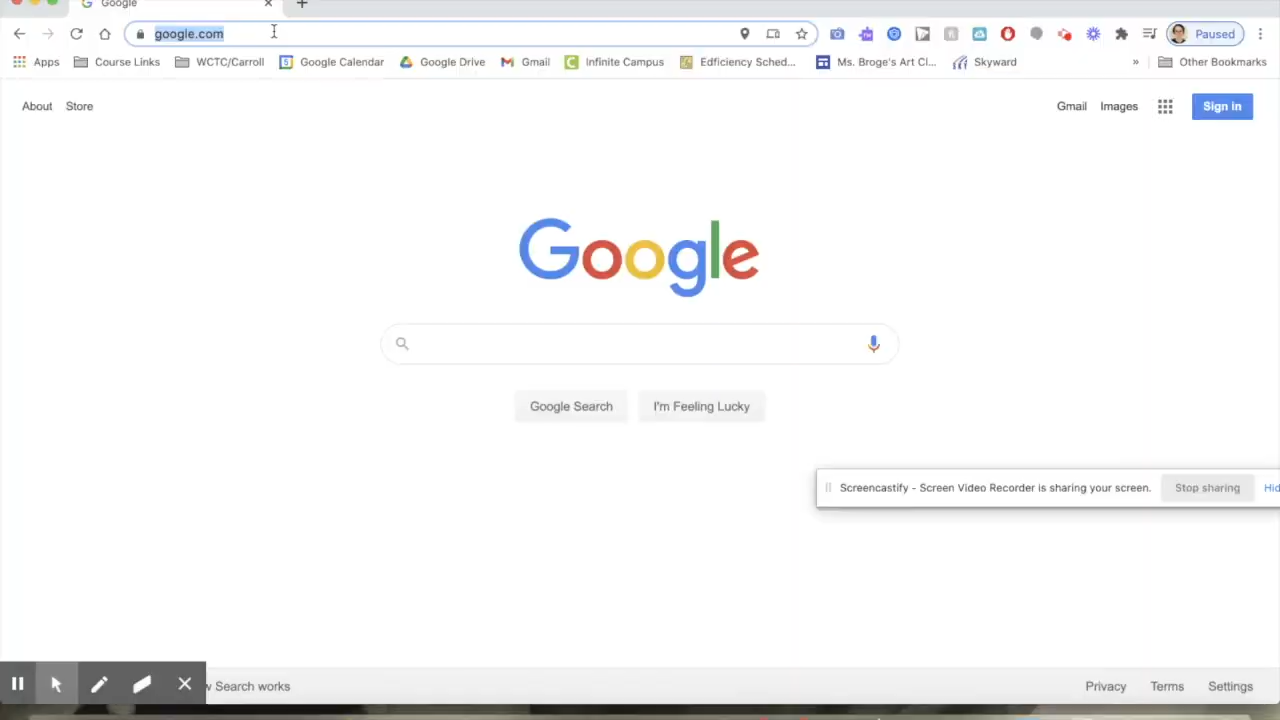 Google
google.com
Paused
Apps Course Links WCTC/Carroll Google Calendar Google Drive Gmail Infinite Campus Edficiency Sched... Ms. Broge's Art Cl... Skyward » Other Bookmarks
About Store Gmail Images Sign in
Google
Google Search I'm Feeling Lucky
Screencastify - Screen Video Recorder is sharing your screen. Stop sharing Hid
w Search works Privacy Terms Settings